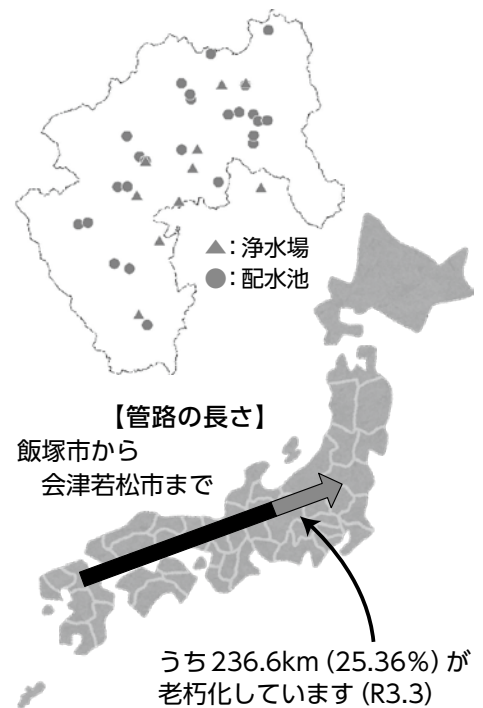 ▲：浄水場
●：配水池
【管路の長さ】
飯塚市から
会津若松市まで
うち236.6km（25.36％）が
老朽化しています（R3.3）